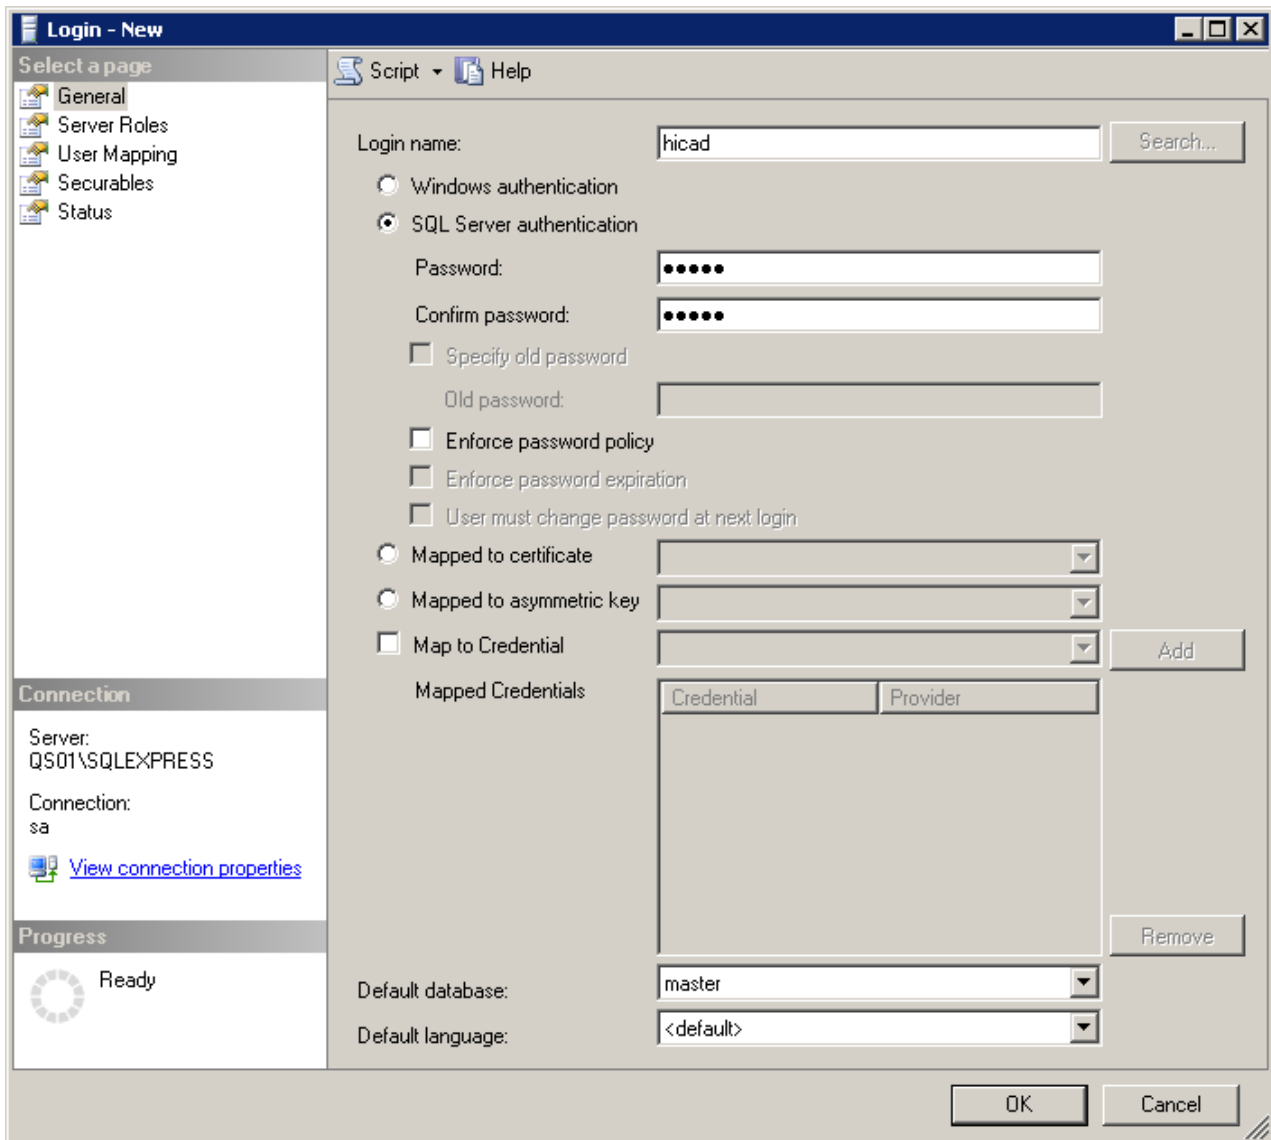 Login - New
Select a page
General
Server Roles
User Mapping
Securables
Status
Connection
Server:
QS01\SQLEXPRESS
Connection:
sa
View connection properties
Progress
Ready
Script Help
Login name: hicad Search...
Windows authentication
SQL Server authentication
Password: •••••
Confirm password: •••••
Specify old password
Old password:
Enforce password policy
Enforce password expiration
User must change password at next login
Mapped to certificate
Mapped to asymmetric key
Map to Credential Add
Mapped Credentials Credential Provider
Remove
Default database: master
Default language: <default>
OK Cancel